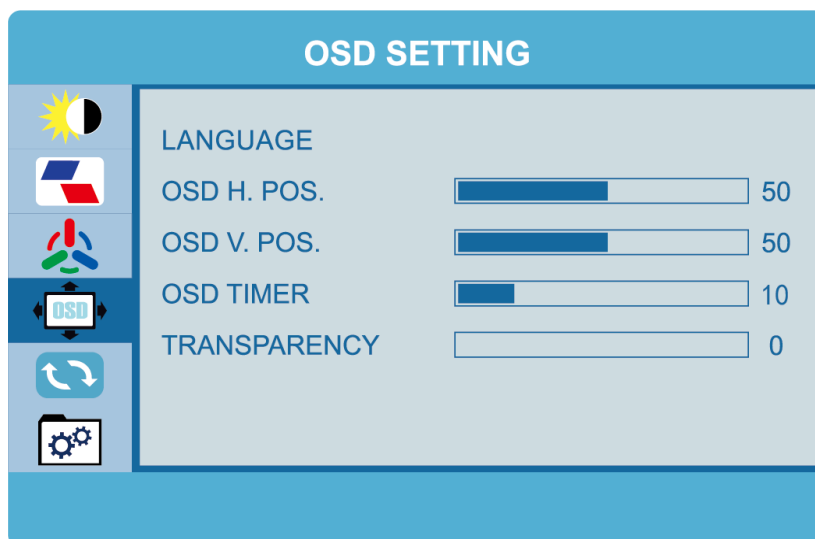 OSD SETTING
LANGUAGE
OSD H. POS. 50
OSD V. POS. 50
OSD
OSD TIMER 10
TRANSPARENCY 0